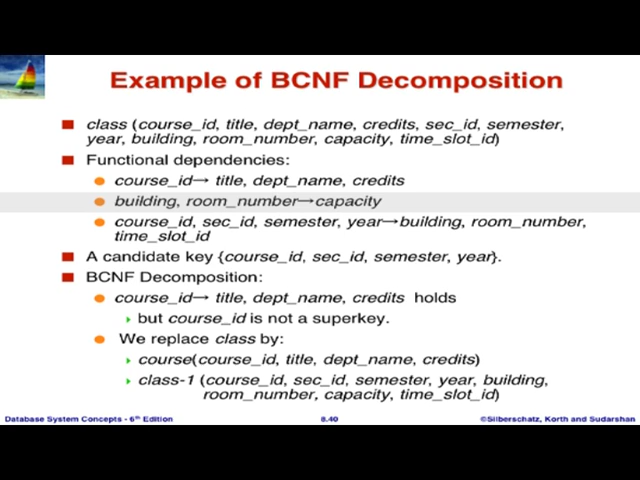 Example of BCNF Decomposition
class (course_id, title, dept_name, credits, sec_id, semester,
year, building, room_number, capacity, time_slot_id)
Functional dependencies:
course_id→ title, dept_name, credits
building, room_number→capacity
course_id, sec_id, semester, year→building, room_number,
time_slot_id
A candidate key {course_id, sec_id, semester, year}.
BCNF Decomposition:
course_id→ title, dept_name, credits holds
but course_id is not a superkey.
We replace class by:
course(course_id, title, dept_name, credits)
class-1 (course_id, sec_id, semester, year, building,
room_number, capacity, time_slot_id)
Database System Concepts - 6th Edition 8.40 ©Silberschatz, Korth and Sudarshan